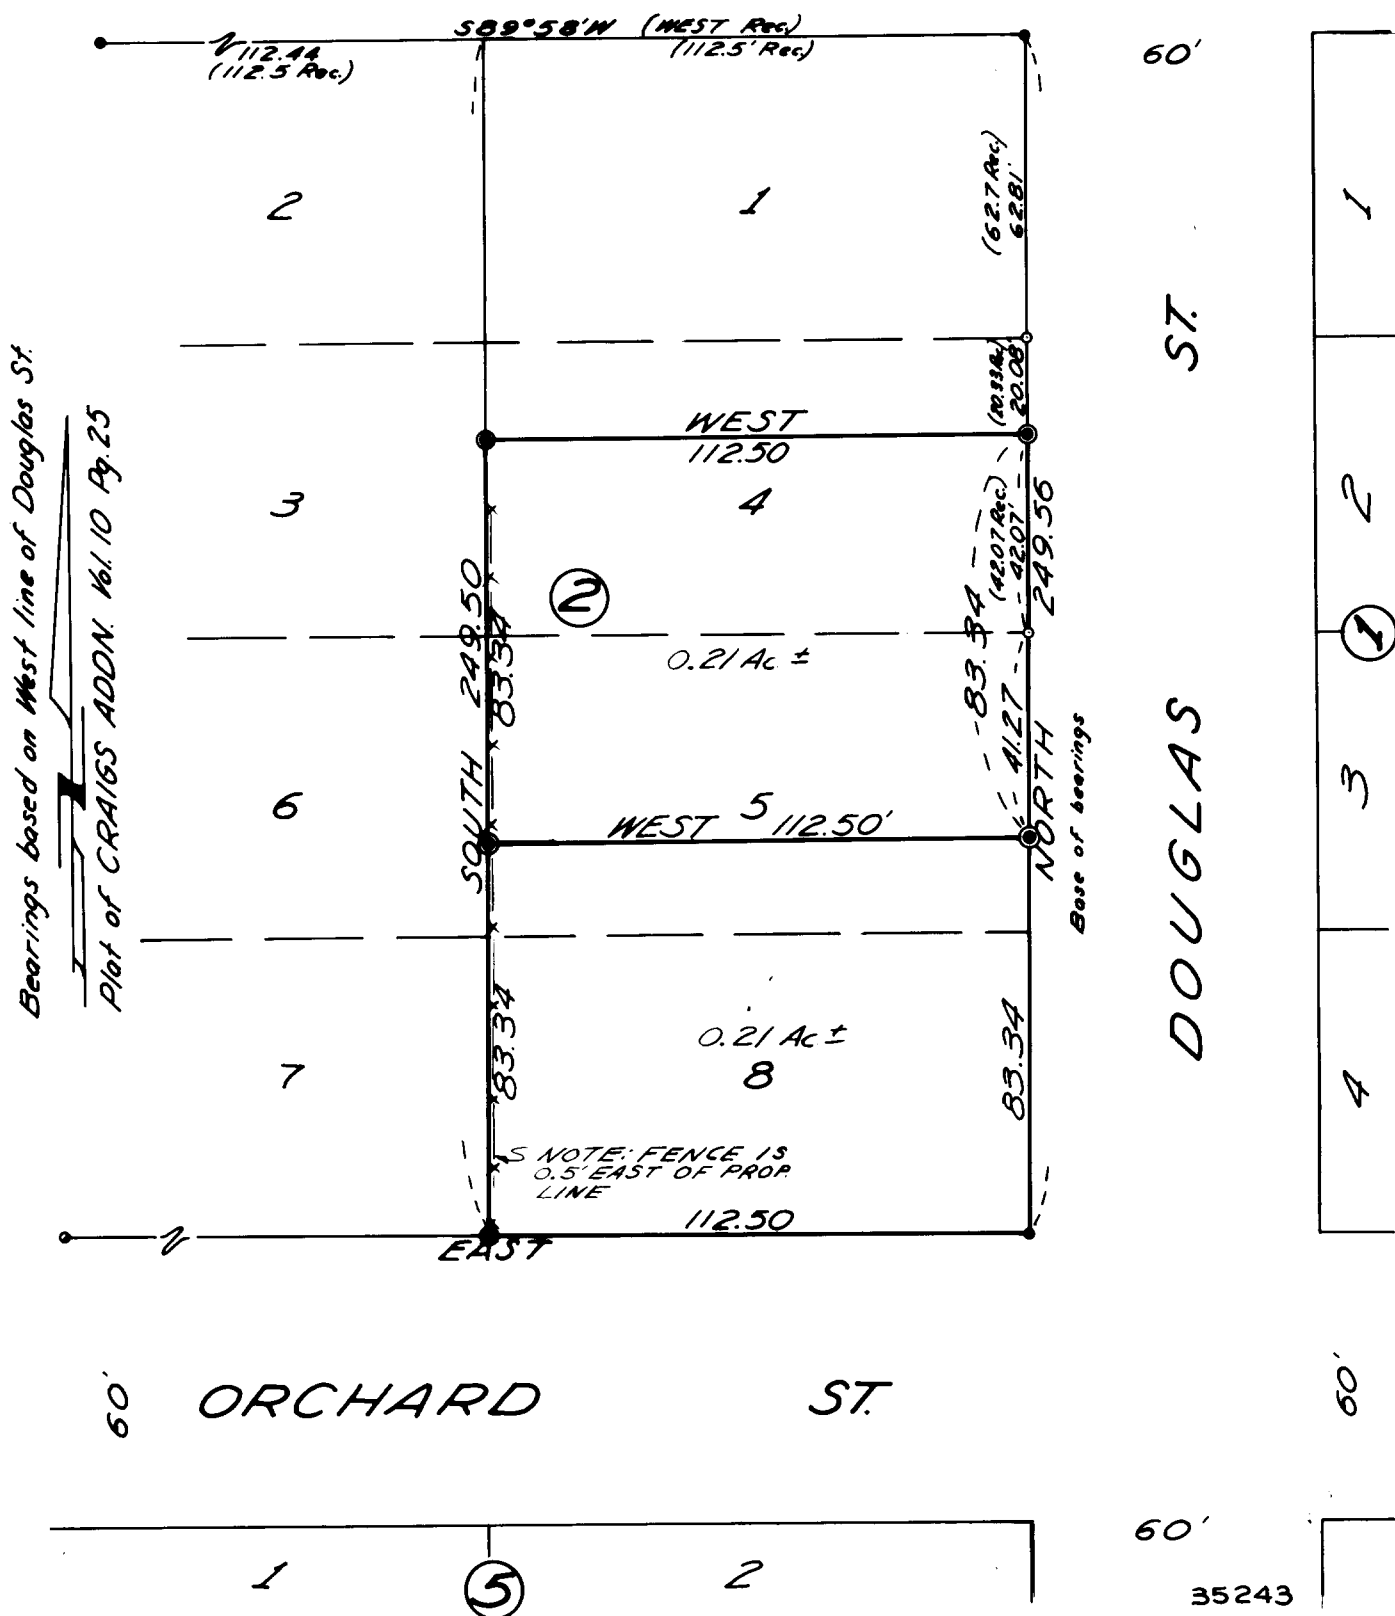 S89°58'W (WEST Rec.)
112.44
(112.5 Rec.)
(112.5' Rec.)
60'
2
1
(62.7 Rec.)
62.81'
1
ST.
(20.33 Rec.)
20.08'
WEST
112.50
3
4
2
(42.07 Rec.)
42.07'
249.56
83.34
2
249.50
83.34
0.21 Ac. ±
1
41.27
Bearings based on West line of Douglas St.
Plat of CRAIGS ADDN. Vol. 10 Pg. 25
SOUTH
NORTH
Base of bearings
DOUGLAS
6
5
WEST 112.50'
3
83.34
0.21 Ac ±
83.34
7
8
4
NOTE: FENCE IS
0.5' EAST OF PROP.
LINE
112.50
EAST
60'
ORCHARD ST.
60'
60'
1
5
2
35243